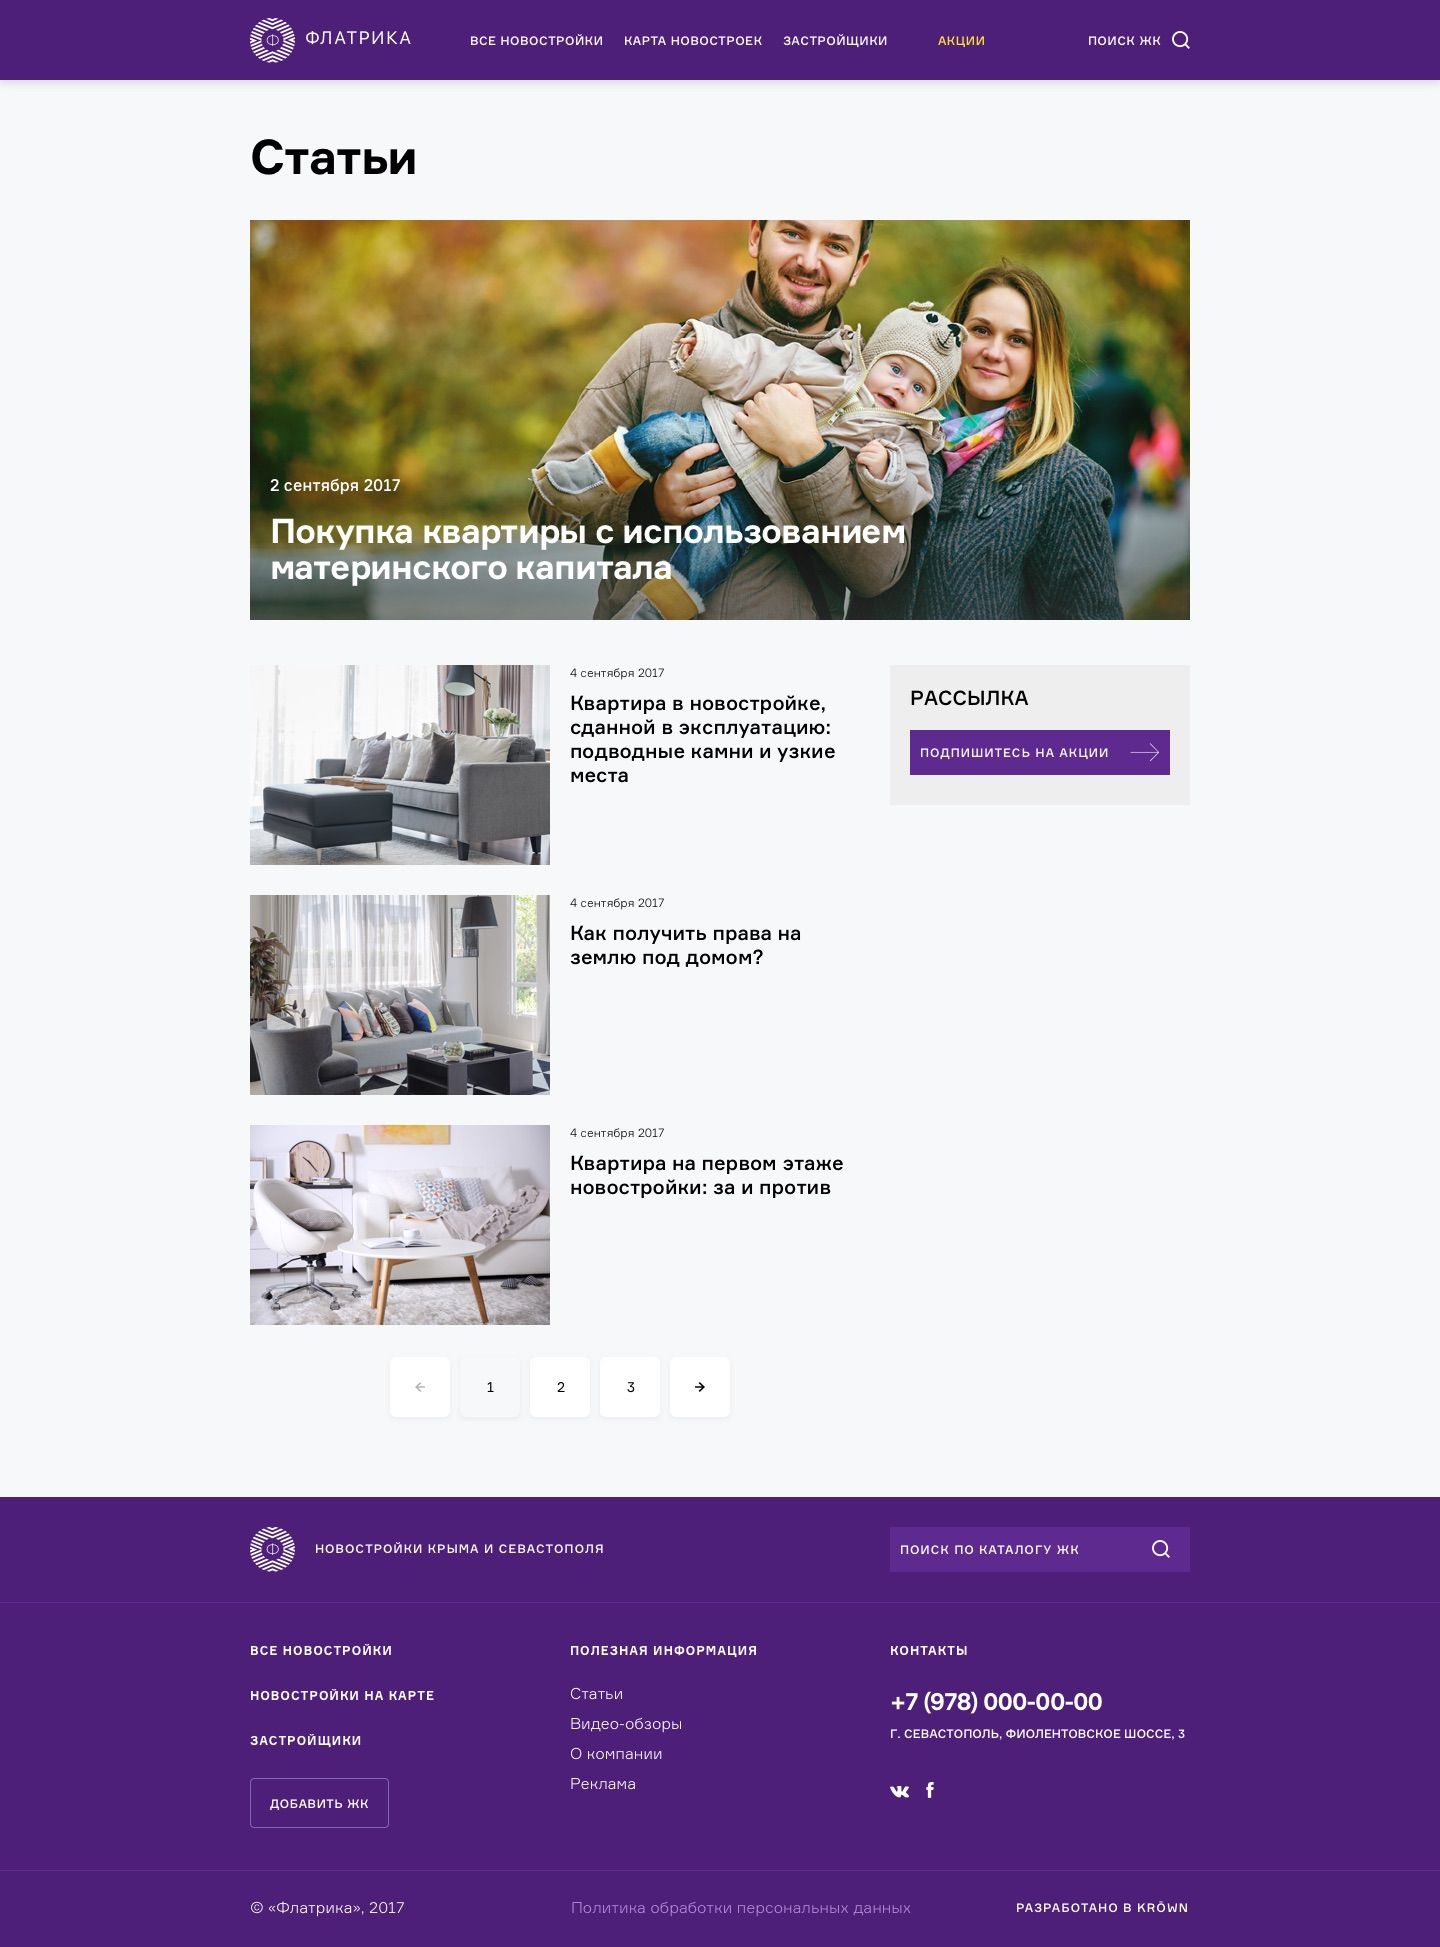 Ф ФЛАТРИКА
ВСЕ НОВОСТРОЙКИ КАРТА НОВОСТРОЕК ЗАСТРОЙЩИКИ АКЦИИ ПОИСК ЖК
Статьи
2 сентября 2017
Покупка квартиры с использованием
материнского капитала
4 сентября 2017
Квартира в новостройке,
сданной в эксплуатацию:
подводные камни и узкие
места
РАССЫЛКА
ПОДПИШИТЕСЬ НА АКЦИИ
4 сентября 2017
Как получить права на
землю под домом?
4 сентября 2017
Квартира на первом этаже
новостройки: за и против
← 1 2 3 →
Ф НОВОСТРОЙКИ КРЫМА И СЕВАСТОПОЛЯ
ПОИСК ПО КАТАЛОГУ ЖК
ВСЕ НОВОСТРОЙКИ
НОВОСТРОЙКИ НА КАРТЕ
ЗАСТРОЙЩИКИ
ДОБАВИТЬ ЖК
ПОЛЕЗНАЯ ИНФОРМАЦИЯ
Статьи
Видео-обзоры
О компании
Реклама
КОНТАКТЫ
+7 (978) 000-00-00
Г. СЕВАСТОПОЛЬ, ФИОЛЕНТОВСКОЕ ШОССЕ, 3
© «Флатрика», 2017
Политика обработки персональных данных
РАЗРАБОТАНО В KRŌWN